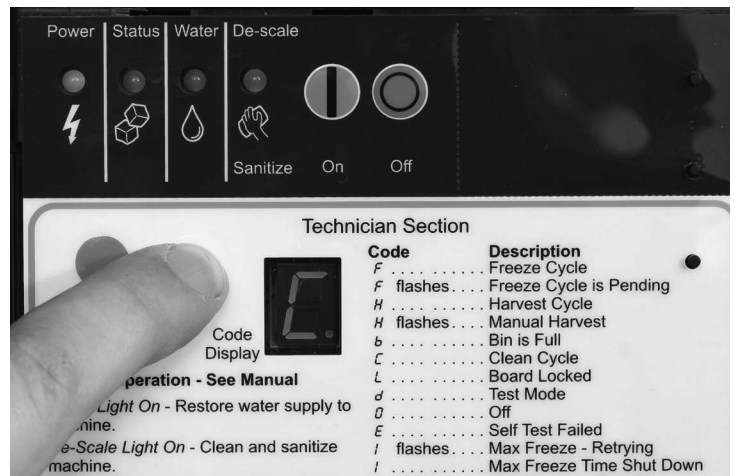 Power Status Water De-scale
Sanitize On Off
Technician Section
Code Description
F . . . . . . . . . . Freeze Cycle
F flashes . . . . Freeze Cycle is Pending
H . . . . . . . . . . Harvest Cycle
H flashes . . . . Manual Harvest
b . . . . . . . . . . Bin is Full
C . . . . . . . . . . Clean Cycle
L . . . . . . . . . . Board Locked
d . . . . . . . . . . Test Mode
0 . . . . . . . . . . Off
E . . . . . . . . . . Self Test Failed
1 flashes . . . . Max Freeze - Retrying
1 . . . . . . . . . . Max Freeze Time Shut Down
C
Code
Display
- See Manual
Light On - Restore water supply to
Light On - Clean and sanitize
machine.